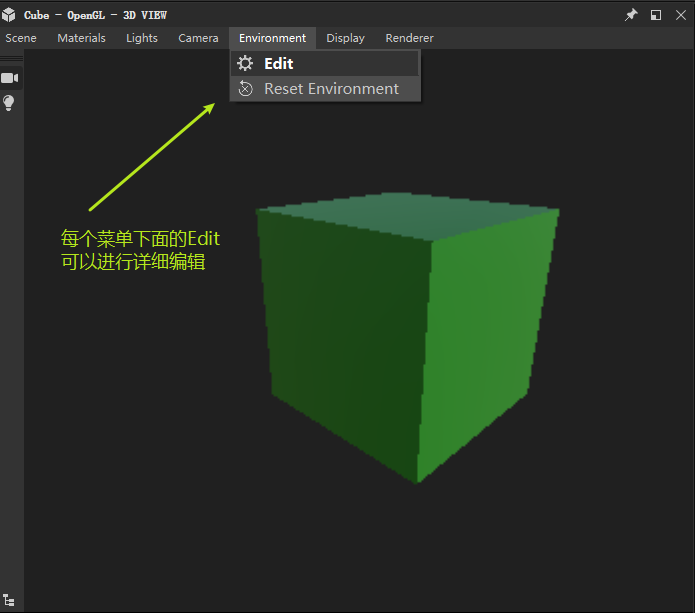 Cube - OpenGL - 3D VIEW
Scene Materials Lights Camera Environment Display Renderer
Edit
Reset Environment
每个菜单下面的Edit
可以进行详细编辑